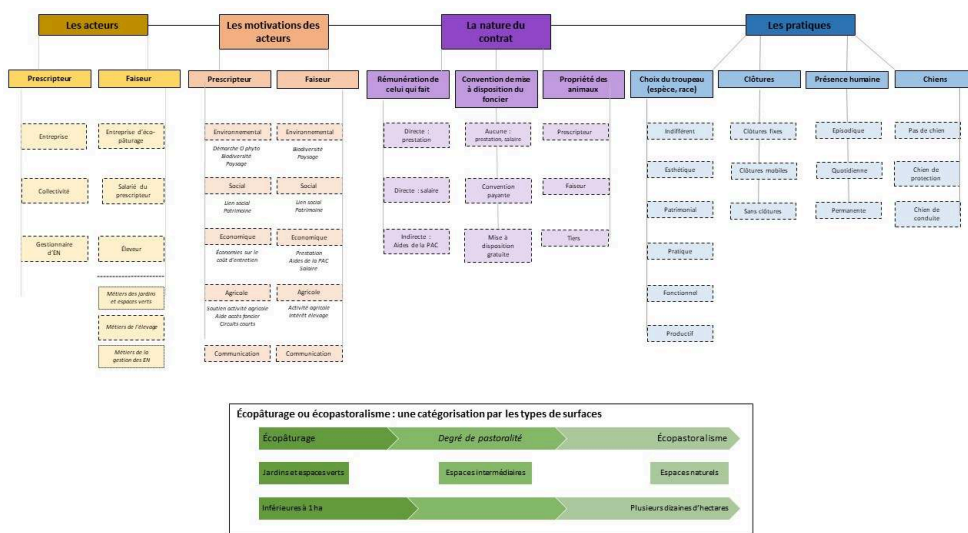 Les acteurs
Les motivations des
acteurs
La nature du
contrat
Les pratiques
Prescripteur
Faiseur
Prescripteur
Faiseur
Rémunération de
celui qui fait
Convention de mise
à disposition du
foncier
Propriété des
animaux
Choix du troupeau
(espèce, race)
Clôtures
Présence humaine
Chiens
Entreprise
Collectivité
Gestionnaire
d'EN
Entreprise d'éco-
pâturage
Salarié du
prescripteur
Éleveur
Métiers des jardins
et espaces verts
Métiers de l'élevage
Métiers de la
gestion des EN
Environnemental
Démarche 0 phyto
Biodiversité
Paysage
Social
Lien social
Patrimoine
Economique
Économies sur le
coût d'entretien
Agricole
Soutien activité agricole
Aide accès foncier
Circuits courts
Communication
Environnemental
Biodiversité
Paysage
Social
Lien social
Patrimoine
Economique
Prestation
Aides de la PAC
Salaire
Agricole
Activité agricole
Intérêt élevage
Communication
Directe :
prestation
Directe : salaire
Indirecte :
Aides de la PAC
Aucune :
prestation, salaire
Convention
payante
Mise à
disposition
gratuite
Prescripteur
Faiseur
Tiers
Indifférent
Esthétique
Patrimonial
Pratique
Fonctionnel
Productif
Clôtures fixes
Clôtures mobiles
Sans clôtures
Episodique
Quotidienne
Permanente
Pas de chien
Chien de
protection
Chien de
conduite
Écopâturage ou écopastoralisme : une catégorisation par les types de surfaces
Écopâturage
Degré de pastoralité
Écopastoralisme
Jardins et espaces verts
Espaces intermédiaires
Espaces naturels
Inférieures à 1 ha
Plusieurs dizaines d'hectares